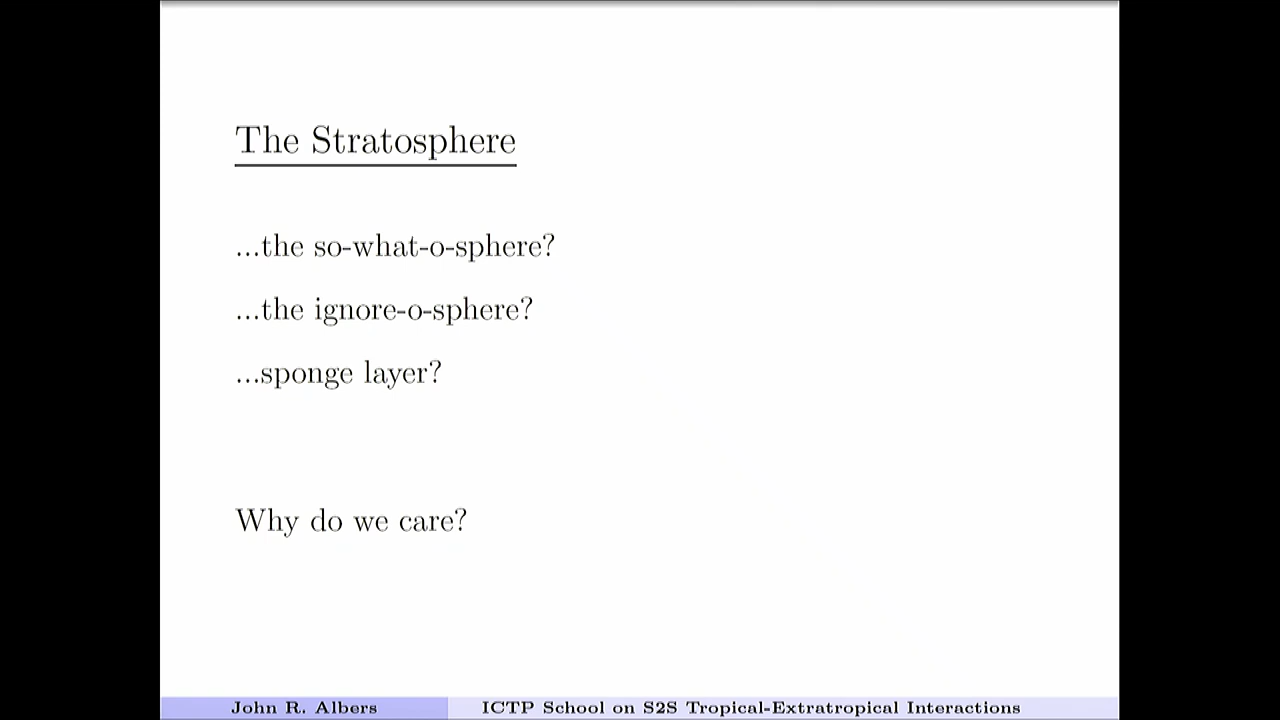 The Stratosphere
...the so-what-o-sphere?
...the ignore-o-sphere?
...sponge layer?
Why do we care?
John R. Albers
ICTP School on S2S Tropical-Extratropical Interactions